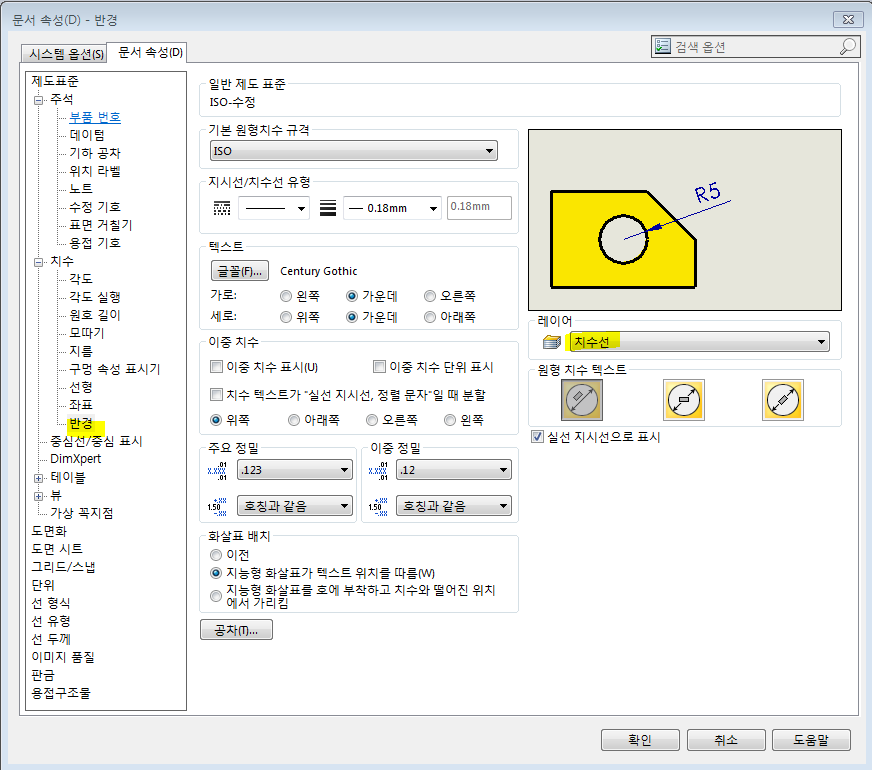 문서 속성(D) - 반경
시스템 옵션(S)
문서 속성(D)
검색 옵션
제도표준
주석
부품 번호
데이텀
기하 공차
위치 라벨
노트
수정 기호
표면 거칠기
용접 기호
치수
각도
각도 실행
원호 길이
모따기
지름
구멍 속성 표시기
선형
좌표
반경
중심선/중심 표시
DimXpert
테이블
뷰
가상 꼭지점
도면화
도면 시트
그리드/스냅
단위
선 형식
선 유형
선 두께
이미지 품질
판금
용접구조물
일반 제도 표준
ISO-수정
기본 원형치수 규격
ISO
지시선/치수선 유형
0.18mm
0.18mm
텍스트
글꼴(F)...
Century Gothic
가로:
왼쪽
가운데
오른쪽
세로:
위쪽
가운데
아래쪽
이중 치수
이중 치수 표시(U)
이중 치수 단위 표시
치수 텍스트가 "실선 지시선, 정렬 문자"일 때 분할
위쪽
아래쪽
오른쪽
왼쪽
주요 정밀
.123
호칭과 같음
이중 정밀
.12
호칭과 같음
화살표 배치
이전
지능형 화살표가 텍스트 위치를 따름(W)
지능형 화살표를 호에 부착하고 치수와 떨어진 위치
에서 가리킴
공차(T)...
R5
레이어
치수선
원형 치수 텍스트
실선 지시선으로 표시
확인
취소
도움말